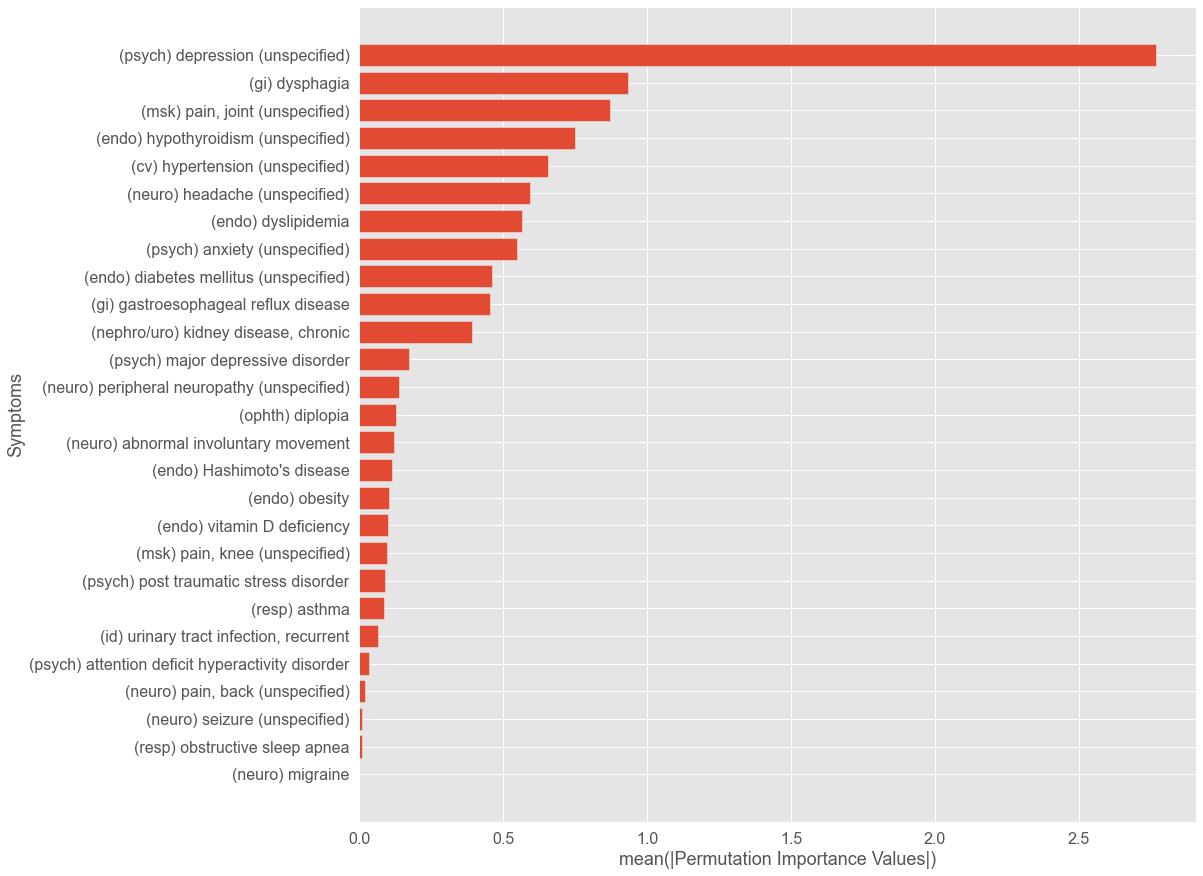 (psych) depression (unspecified)
(gi) dysphagia
(msk) pain, joint (unspecified)
(endo) hypothyroidism (unspecified)
(cv) hypertension (unspecified)
(neuro) headache (unspecified)
(endo) dyslipidemia
(psych) anxiety (unspecified)
(endo) diabetes mellitus (unspecified)
(gi) gastroesophageal reflux disease
(nephro/uro) kidney disease, chronic
(psych) major depressive disorder
(neuro) peripheral neuropathy (unspecified)
(ophth) diplopia
(neuro) abnormal involuntary movement
(endo) Hashimoto's disease
(endo) obesity
(endo) vitamin D deficiency
(msk) pain, knee (unspecified)
(psych) post traumatic stress disorder
(resp) asthma
(id) urinary tract infection, recurrent
(psych) attention deficit hyperactivity disorder
(neuro) pain, back (unspecified)
(neuro) seizure (unspecified)
(resp) obstructive sleep apnea
(neuro) migraine
Symptoms
0.0 0.5 1.0 1.5 2.0 2.5
mean(|Permutation Importance Values|)